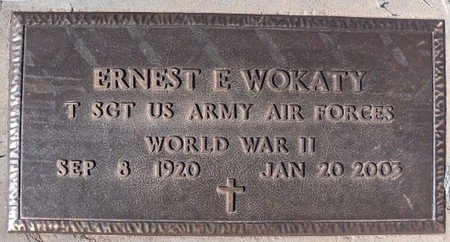 ERNEST E WOKATY
T SGT US ARMY AIR FORCES
WORLD WAR II
SEP 8 1920 JAN 20 2003